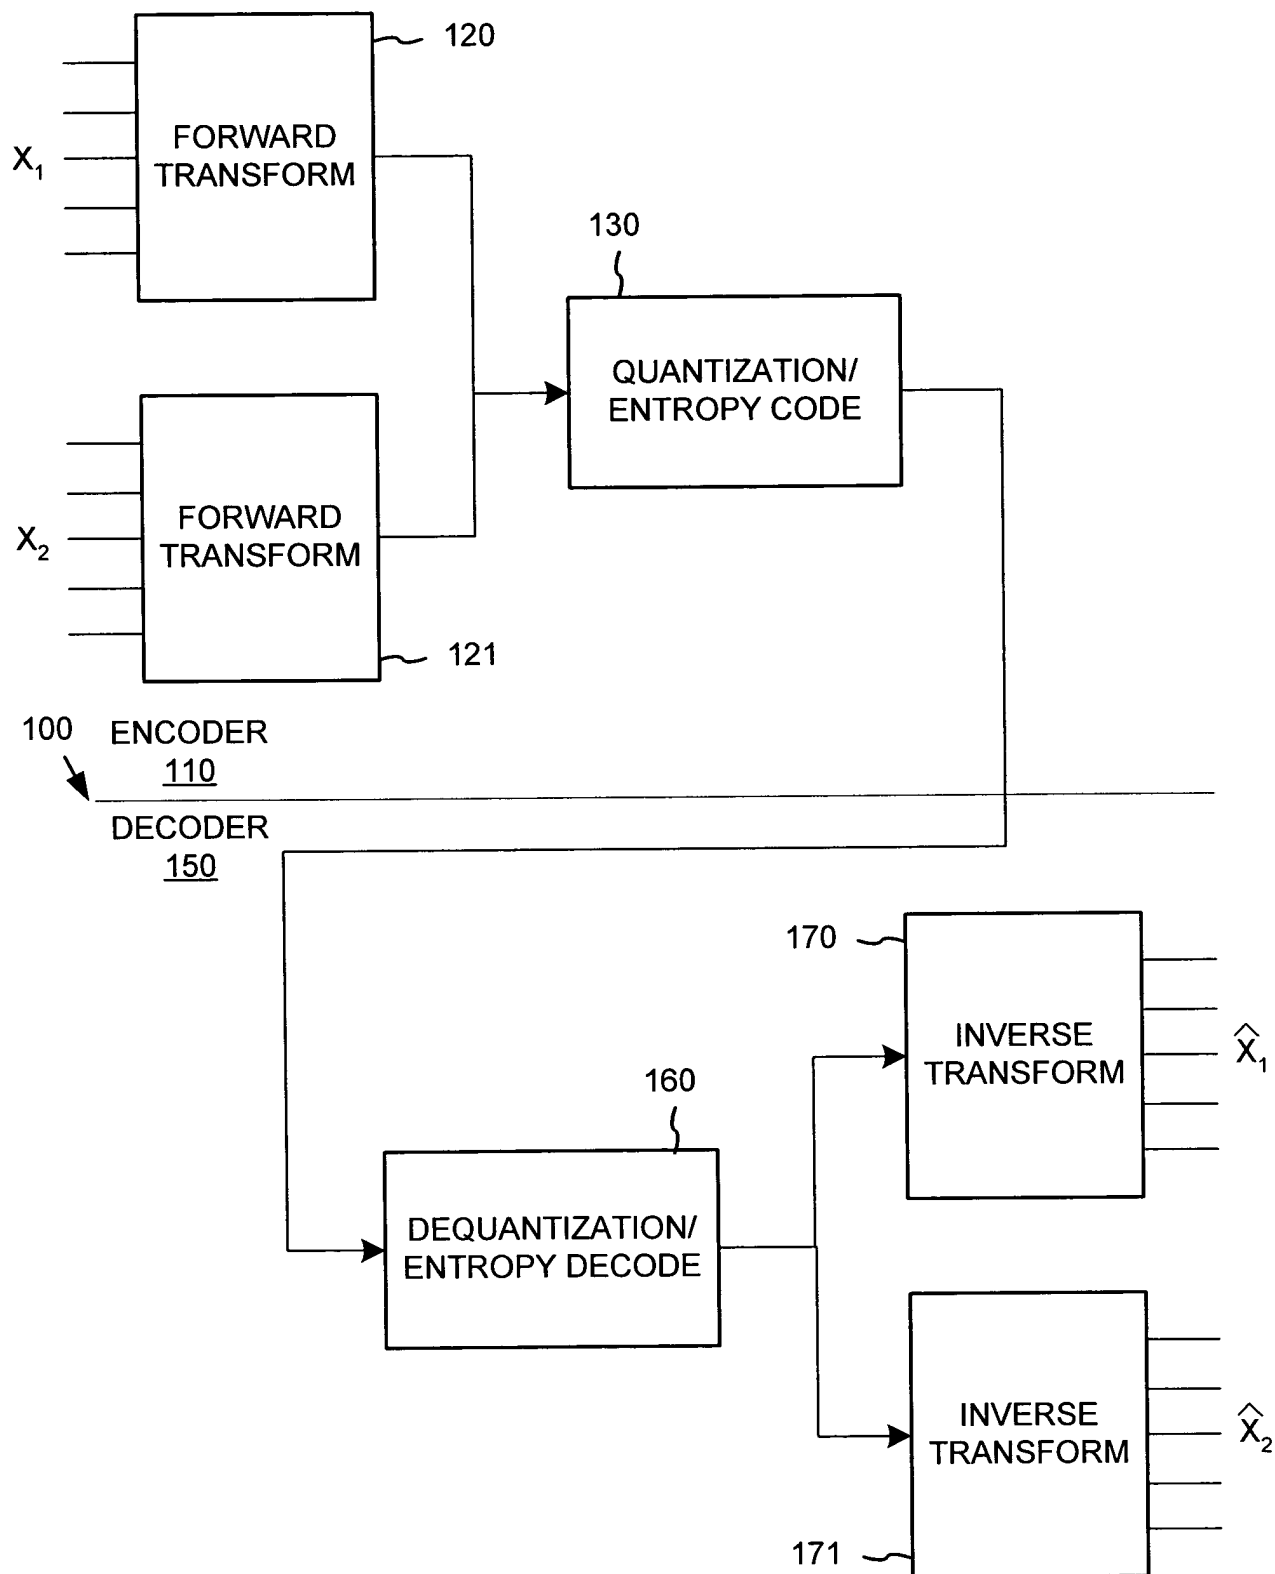 120
FORWARD
TRANSFORM
X₁
130
QUANTIZATION/
ENTROPY CODE
FORWARD
TRANSFORM
X₂
121
100
ENCODER
110
DECODER
150
170
INVERSE
TRANSFORM
X̂₁
160
DEQUANTIZATION/
ENTROPY DECODE
INVERSE
TRANSFORM
X̂₂
171